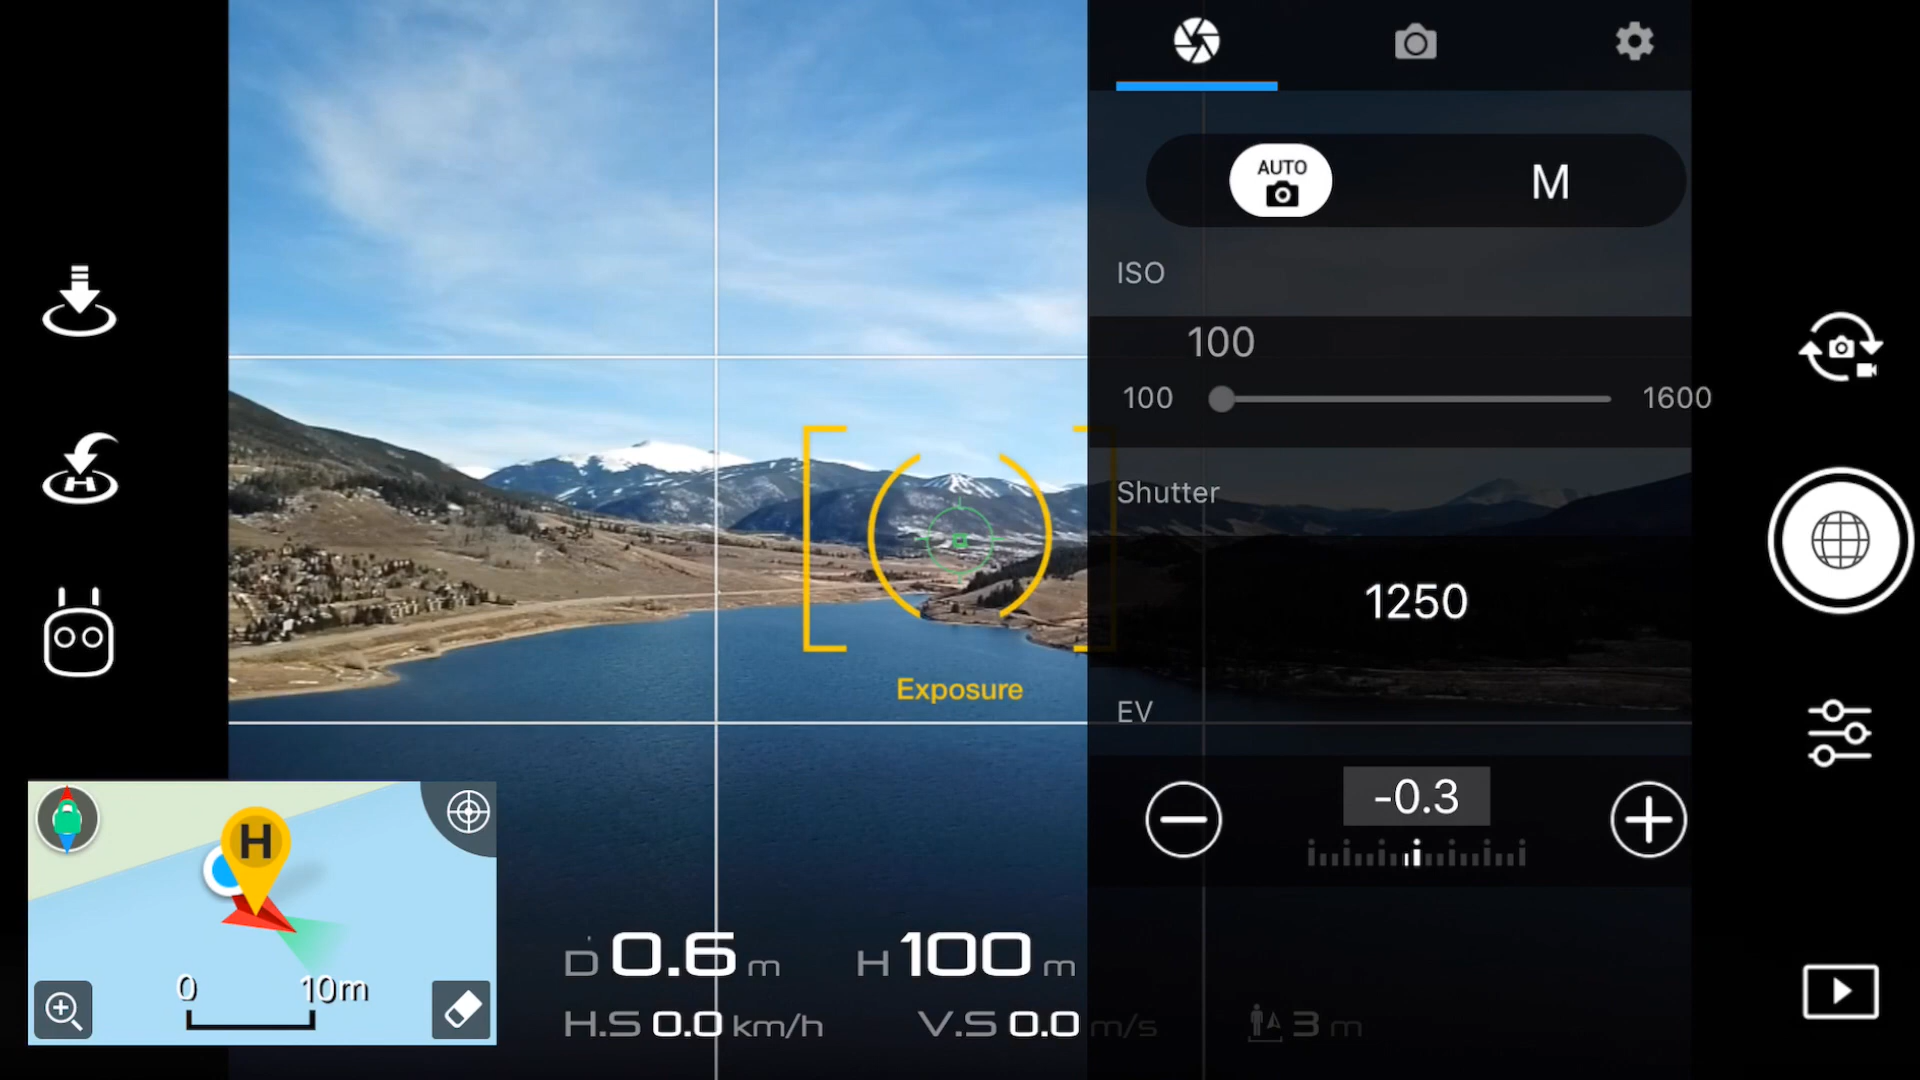 AUTO
M
ISO
100
100 1600
Shutter
1250
Exposure
EV
-0.3
H
0 10m
D 0.6 m H 100 m
H.S 0.0 km/h V.S 0.0 m/s 3 m